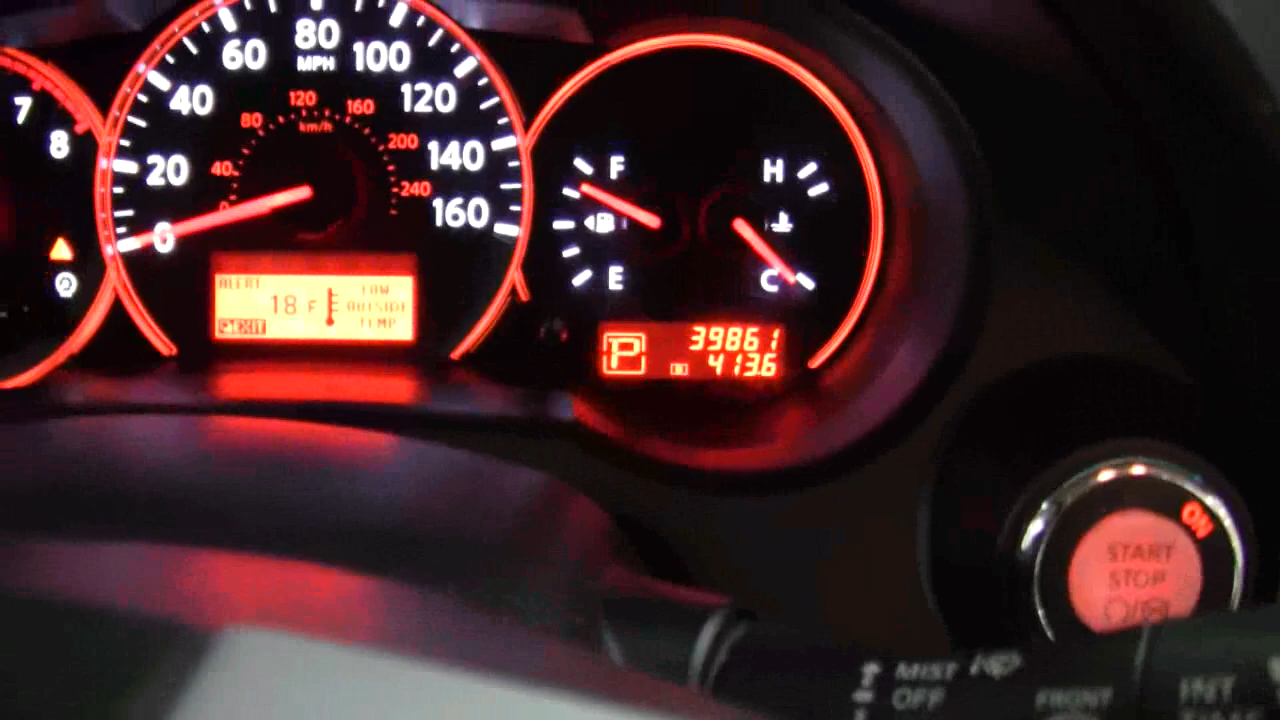 7
8
0
20
40
60
80
MPH
100
120
140
160
40
80
120
160
200
240
km/h
ALERT
18 F
LOW
OUTSIDE
TEMP
EXIT
F
E
H
C
P
39861
413.6
ON
START
STOP
MIST
OFF
FRONT
INT